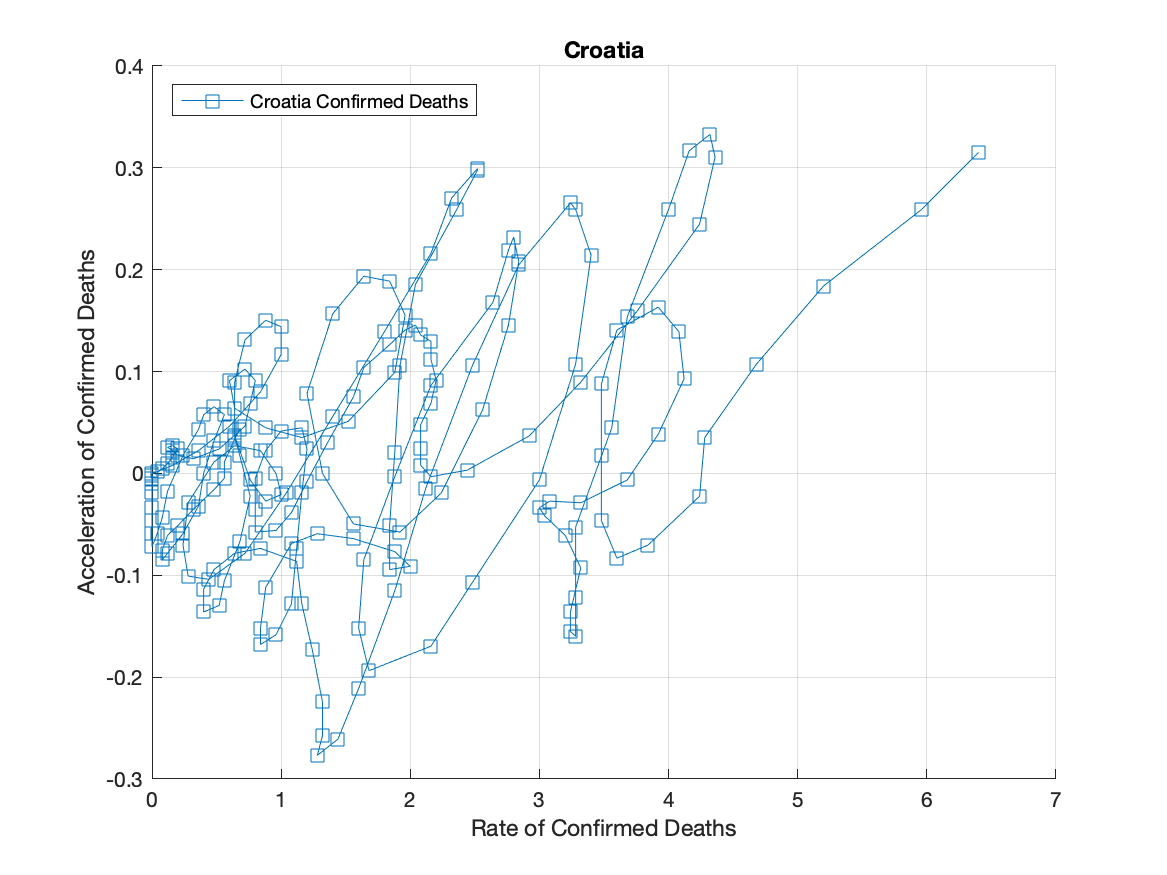 Croatia
Croatia Confirmed Deaths
0.4
0.3
0.2
0.1
0
-0.1
-0.2
-0.3
Acceleration of Confirmed Deaths
0 1 2 3 4 5 6 7
Rate of Confirmed Deaths